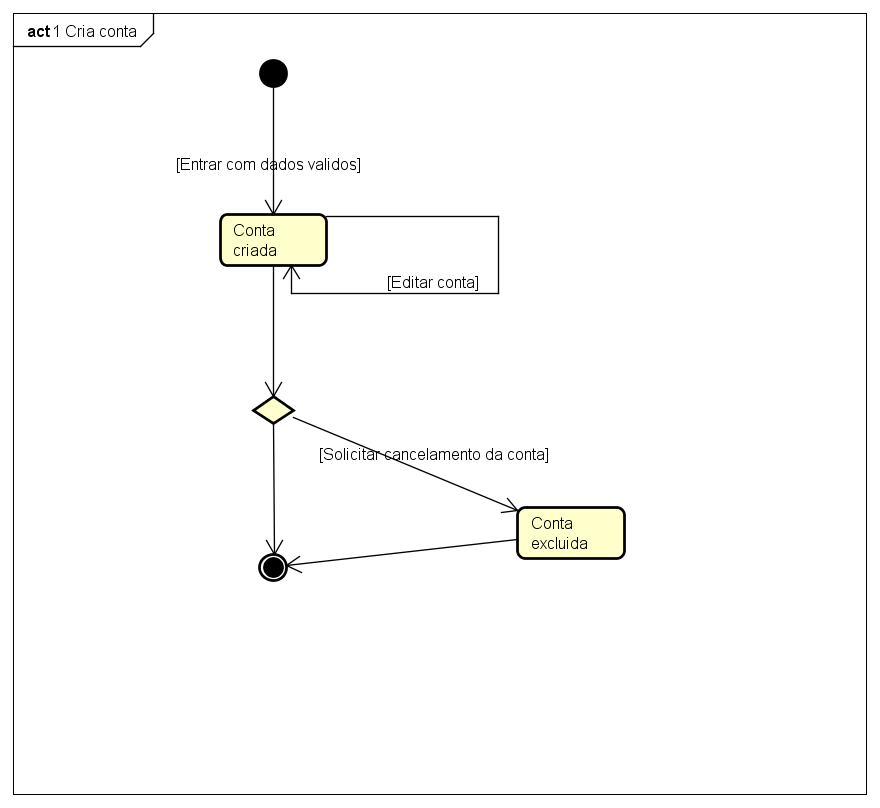 act 1 Cria conta
[Entrar com dados validos]
Conta
criada
[Editar conta]
[Solicitar cancelamento da conta]
Conta
excluida